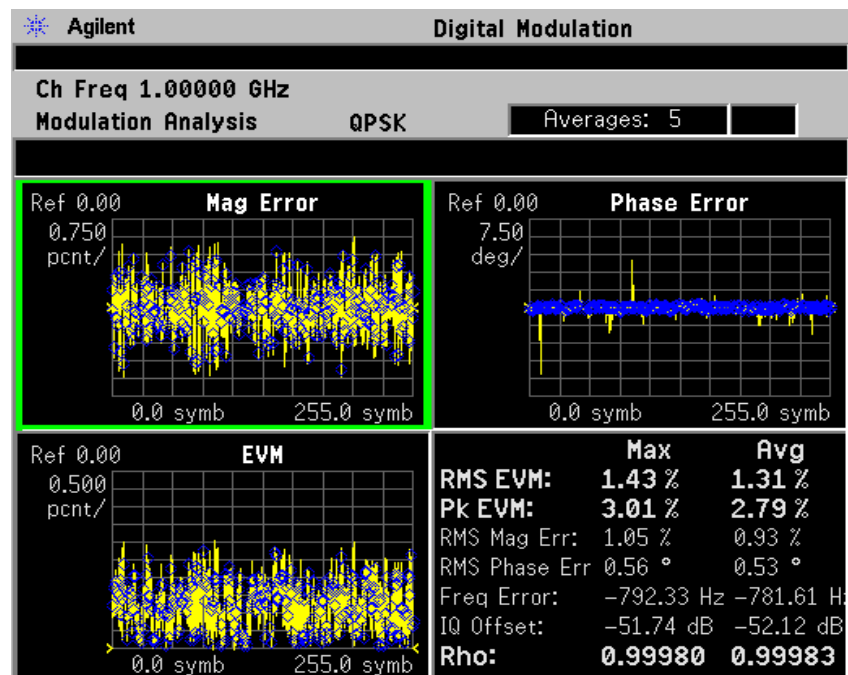 Agilent Digital Modulation
Ch Freq 1.00000 GHz
Modulation Analysis QPSK Averages: 5
Ref 0.00 Mag Error
0.750
pcnt/
0.0 symb 255.0 symb
Ref 0.00 Phase Error
7.50
deg/
0.0 symb 255.0 symb
Ref 0.00 EVM
0.500
pcnt/
0.0 symb 255.0 symb
Max Avg
RMS EVM: 1.43 % 1.31 %
Pk EVM: 3.01 % 2.79 %
RMS Mag Err: 1.05 % 0.93 %
RMS Phase Err 0.56 ° 0.53 °
Freq Error: -792.33 Hz -781.61 Hz
IQ Offset: -51.74 dB -52.12 dB
Rho: 0.99980 0.99983